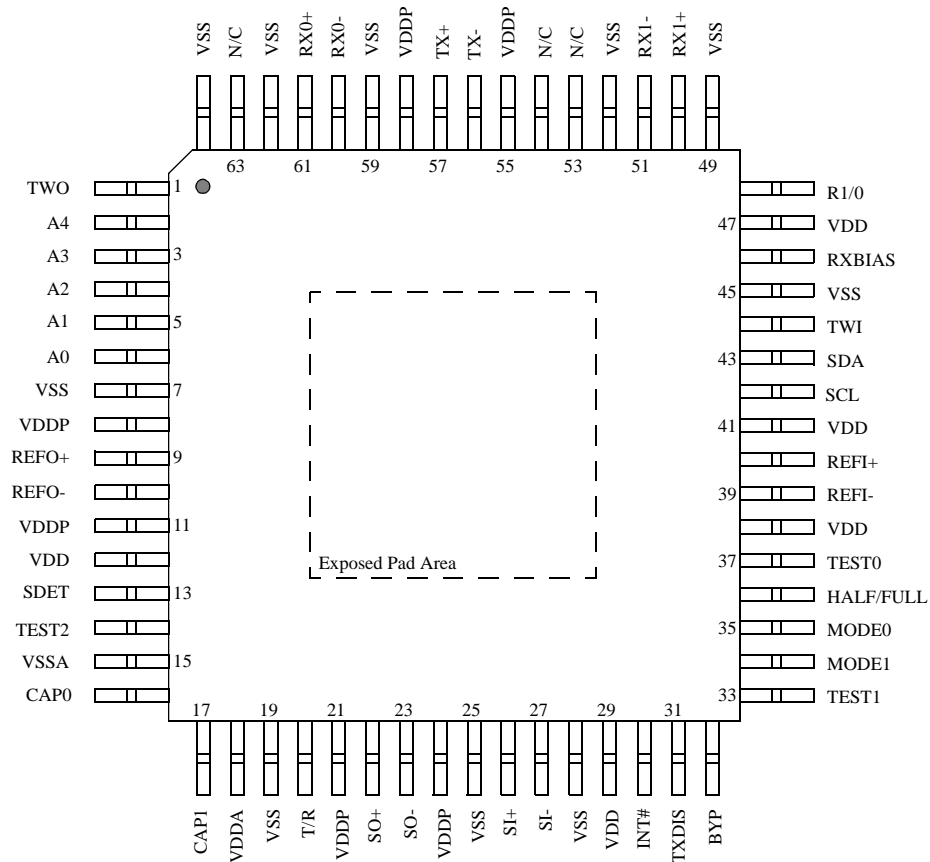 VSS N/C VSS RX0+ RX0- VSS VDDP TX+ TX- VDDP N/C N/C VSS RX1- RX1+ VSS
63 61 59 57 55 53 51 49
TWO 1 R1/0
A4 47 VDD
A3 3 RXBIAS
A2 45 VSS
A1 5 TWI
A0 43 SDA
VSS 7 SCL
VDDP 41 VDD
REFO+ 9 REFI+
REFO- 39 REFI-
VDDP 11 VDD
VDD Exposed Pad Area 37 TEST0
SDET 13 HALF/FULL
TEST2 35 MODE0
VSSA 15 MODE1
CAP0 33 TEST1
17 19 21 23 25 27 29 31
CAP1 VDDA VSS T/R VDDP SO+ SO- VDDP VSS SI+ SI- VSS VDD INT# TXDIS BYP